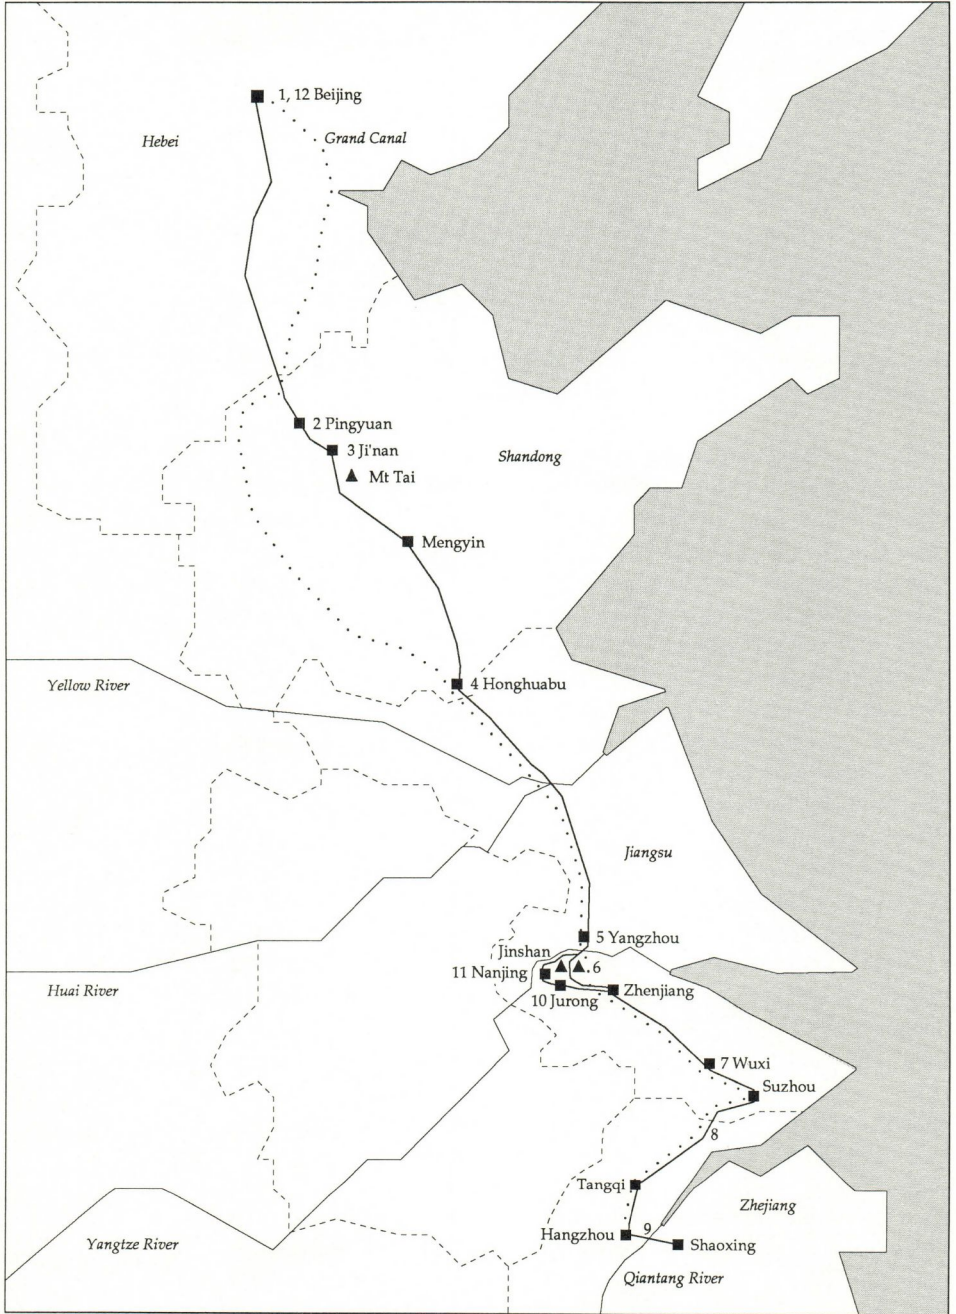 1, 12 Beijing
Hebei
Grand Canal
2 Pingyuan
3 Ji'nan
Shandong
Mt Tai
Mengyin
Yellow River
4 Honghuabu
Jiangsu
5 Yangzhou
Jinshan
6
11 Nanjing
Huai River
10 Jurong
Zhenjiang
7 Wuxi
Suzhou
8
Tangqi
Zhejiang
9
Hangzhou
Yangtze River
Shaoxing
Qiantang River